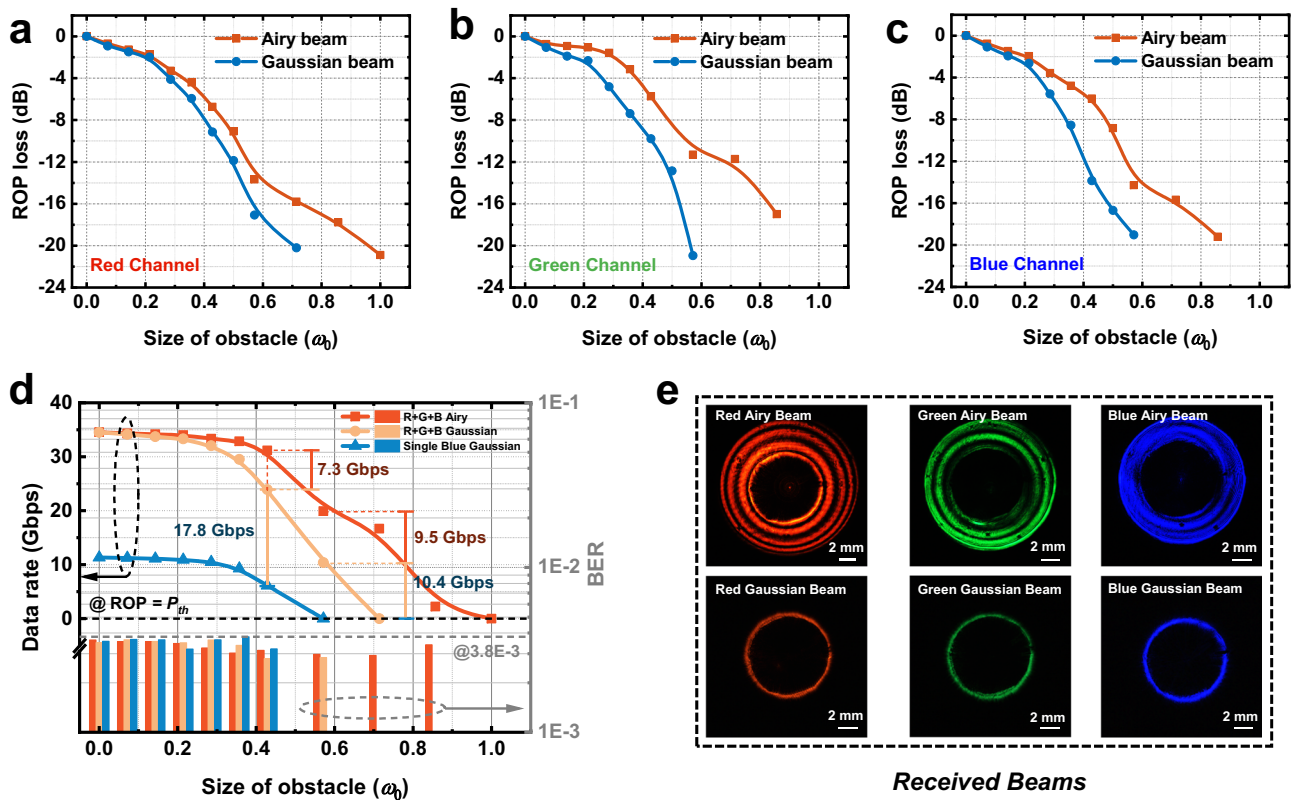 a
0
-4
-8
-12
-16
-20
-24
ROP loss (dB)
Airy beam
Gaussian beam
Red Channel
0.0 0.2 0.4 0.6 0.8 1.0
Size of obstacle (ω₀)
b
0
-4
-8
-12
-16
-20
-24
ROP loss (dB)
Airy beam
Gaussian beam
Green Channel
0.0 0.2 0.4 0.6 0.8 1.0
Size of obstacle (ω₀)
c
0
-4
-8
-12
-16
-20
-24
ROP loss (dB)
Airy beam
Gaussian beam
Blue Channel
0.0 0.2 0.4 0.6 0.8 1.0
Size of obstacle (ω₀)
d
40
30
20
10
0
Data rate (Gbps)
R+G+B Airy
R+G+B Gaussian
Single Blue Gaussian
7.3 Gbps
17.8 Gbps
9.5 Gbps
10.4 Gbps
@ ROP = Pth
@3.8E-3
1E-1
1E-2
1E-3
BER
0.0 0.2 0.4 0.6 0.8 1.0
Size of obstacle (ω₀)
e
Red Airy Beam
2 mm
Green Airy Beam
2 mm
Blue Airy Beam
2 mm
Red Gaussian Beam
2 mm
Green Gaussian Beam
2 mm
Blue Gaussian Beam
2 mm
Received Beams